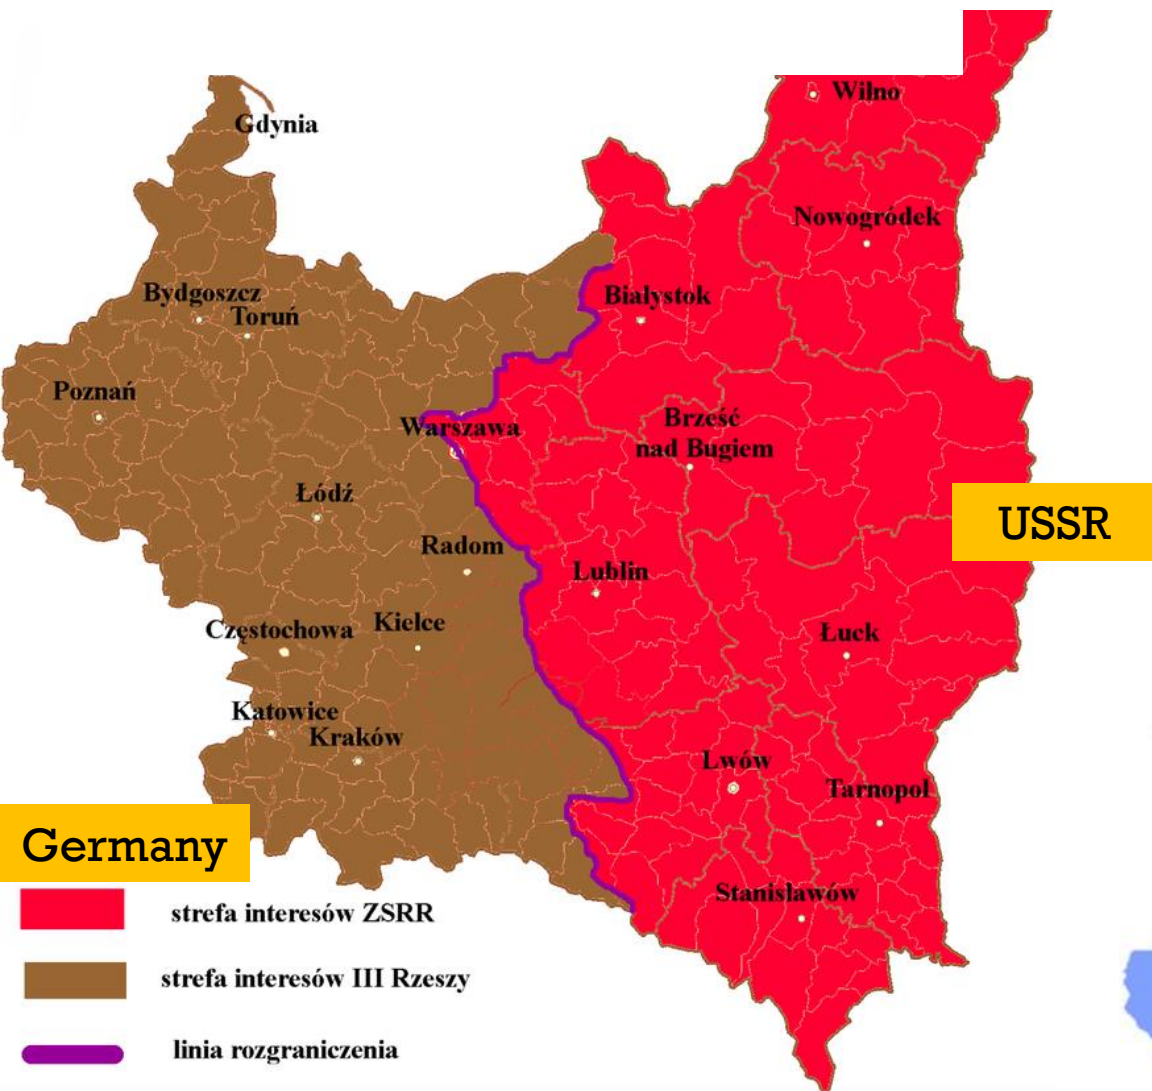 Wilno
Gdynia
Nowogródek
Bydgoszcz
Toruń
Białystok
Poznań
Warszawa
Brześć
nad Bugiem
Łódź
USSR
Radom
Lublin
Częstochowa
Kielce
Łuck
Katowice
Kraków
Lwów
Tarnopol
Germany
Stanisławów
strefa interesów ZSRR
strefa interesów III Rzeszy
linia rozgraniczenia